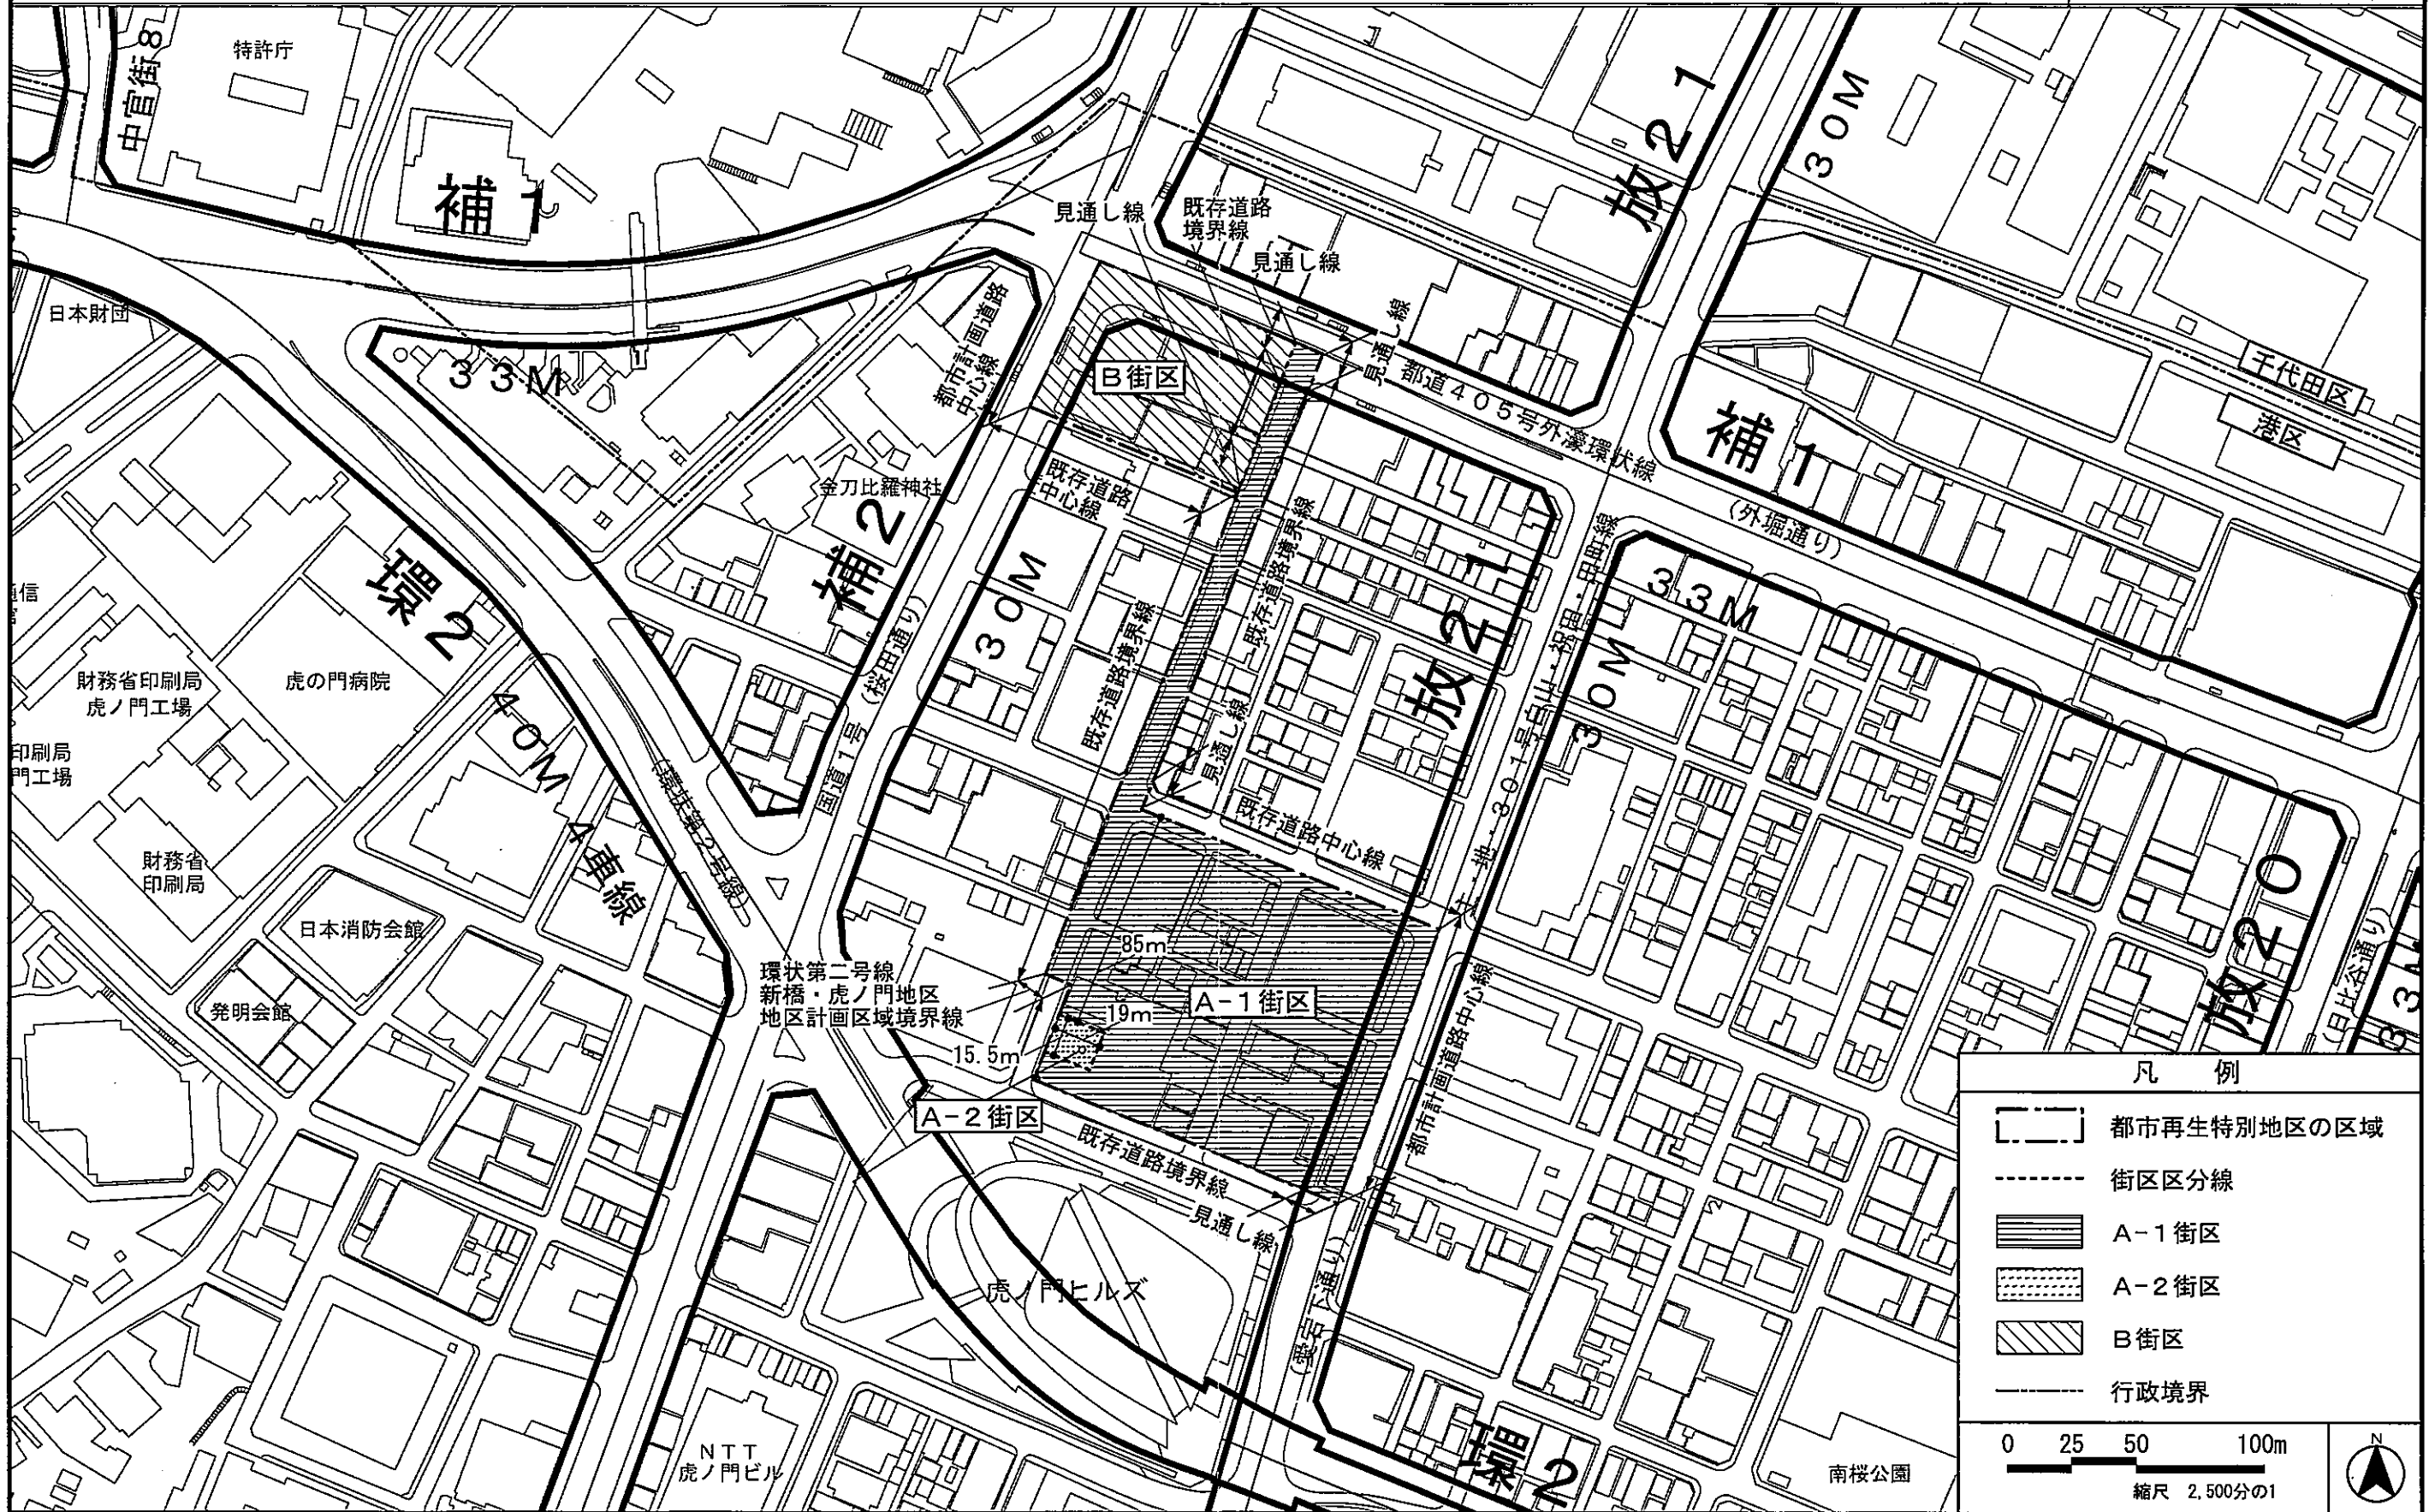 特許庁
中官街8
補1
見通し線
既存道路
境界線
見通し線
見通し線
放21
30M
日本財団
33M
都市計画道路
中心線
B街区
都道405号外濠環状線
(外堀通り)
補1
千代田区
港区
金刀比羅神社
補2
既存道路
中心線
30M
既存道路境界線
既存道路境界線
見通し線
放21
30M
33M
環2
40M
4車線
(環状第2号線)
国道1号(桜田通り)
財務省印刷局
虎ノ門工場
虎の門病院
印刷局
門工場
財務省
印刷局
日本消防会館
発明会館
既存道路中心線
85m
環状第二号線
新橋・虎ノ門地区
地区計画区域境界線
A-1街区
19m
15.5m
A-2街区
既存道路境界線
見通し線
都市計画道路中心線
(愛宕下通り)
虎ノ門ヒルズ
NTT
虎ノ門ビル
環2
南桜公園
放20
(日比谷通り)
33M
凡例
都市再生特別地区の区域
街区区分線
A-1街区
A-2街区
B街区
行政境界
0 25 50 100m
縮尺 2,500分の1
N